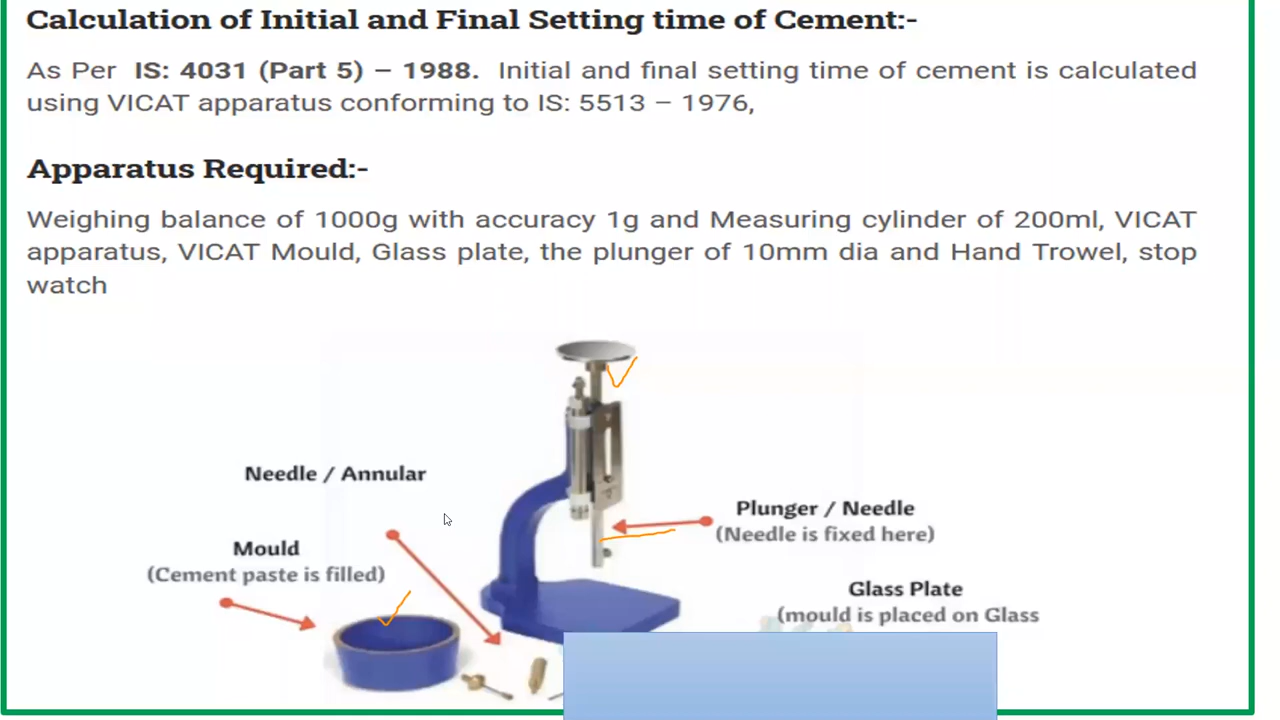 Calculation of Initial and Final Setting time of Cement:-
As Per IS: 4031 (Part 5) – 1988. Initial and final setting time of cement is calculated
using VICAT apparatus conforming to IS: 5513 – 1976,
Apparatus Required:-
Weighing balance of 1000g with accuracy 1g and Measuring cylinder of 200ml, VICAT
apparatus, VICAT Mould, Glass plate, the plunger of 10mm dia and Hand Trowel, stop
watch
Needle / Annular
Plunger / Needle
(Needle is fixed here)
Mould
(Cement paste is filled)
Glass Plate
(mould is placed on Glass